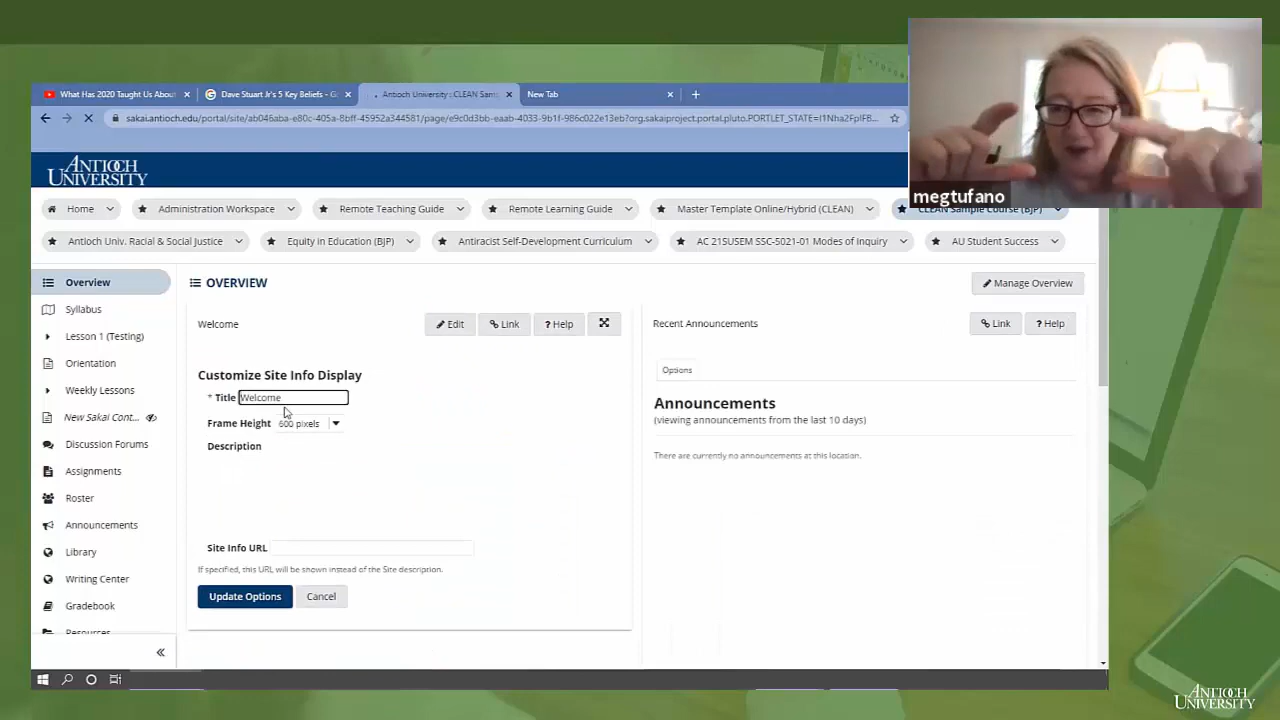 What Has 2020 Taught Us About
Dave Stuart Jr's 5 Key Beliefs - G
Antioch University : CLEAN Sam
New Tab
sakai.antioch.edu/portal/site/ab046aba-e80c-405a-8bff-45952a344581/page/e9c0d3bb-eaae-4033-9b1f-986c022e13eb?org.sakaiproject.portal.pluto.PORTLET_STATE=
ANTIOCH
UNIVERSITY
megtufano
Home
Administration Workspace
Remote Teaching Guide
Remote Learning Guide
Master Template Online/Hybrid (CLEAN)
CLEAN Sample Course (BJP)
Antioch Univ. Racial & Social Justice
Equity in Education (BJP)
Antiracist Self-Development Curriculum
AC 21SUSEM SSC-5021-01 Modes of Inquiry
AU Student Success
Overview
Syllabus
Lesson 1 (Testing)
Orientation
Weekly Lessons
New Sakai Cont...
Discussion Forums
Assignments
Roster
Announcements
Library
Writing Center
Gradebook
Resources
OVERVIEW
Manage Overview
Welcome
Edit
Link
? Help
Customize Site Info Display
* Title Welcome
Frame Height 600 pixels
Description
Site Info URL
If specified, this URL will be shown instead of the Site description.
Update Options
Cancel
Recent Announcements
Link
? Help
Options
Announcements
(viewing announcements from the last 10 days)
There are currently no announcements at this location.
ANTIOCH
UNIVERSITY